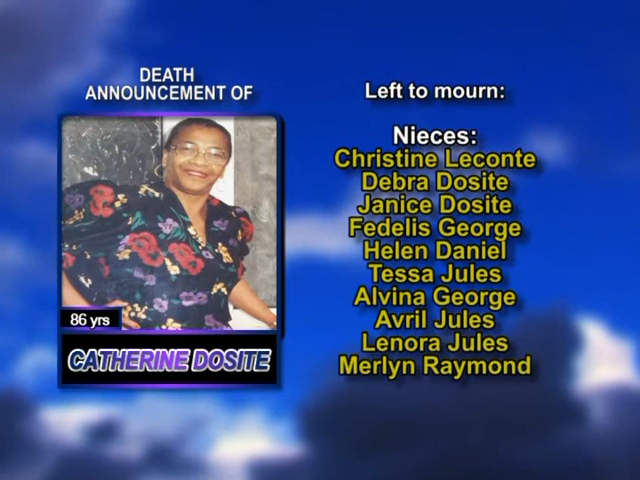 DEATH
ANNOUNCEMENT OF
86 yrs
CATHERINE DOSITE
Left to mourn:
Nieces:
Christine Leconte
Debra Dosite
Janice Dosite
Fedelis George
Helen Daniel
Tessa Jules
Alvina George
Avril Jules
Lenora Jules
Merlyn Raymond